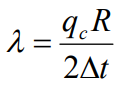 λ = q_c R / 2Δt